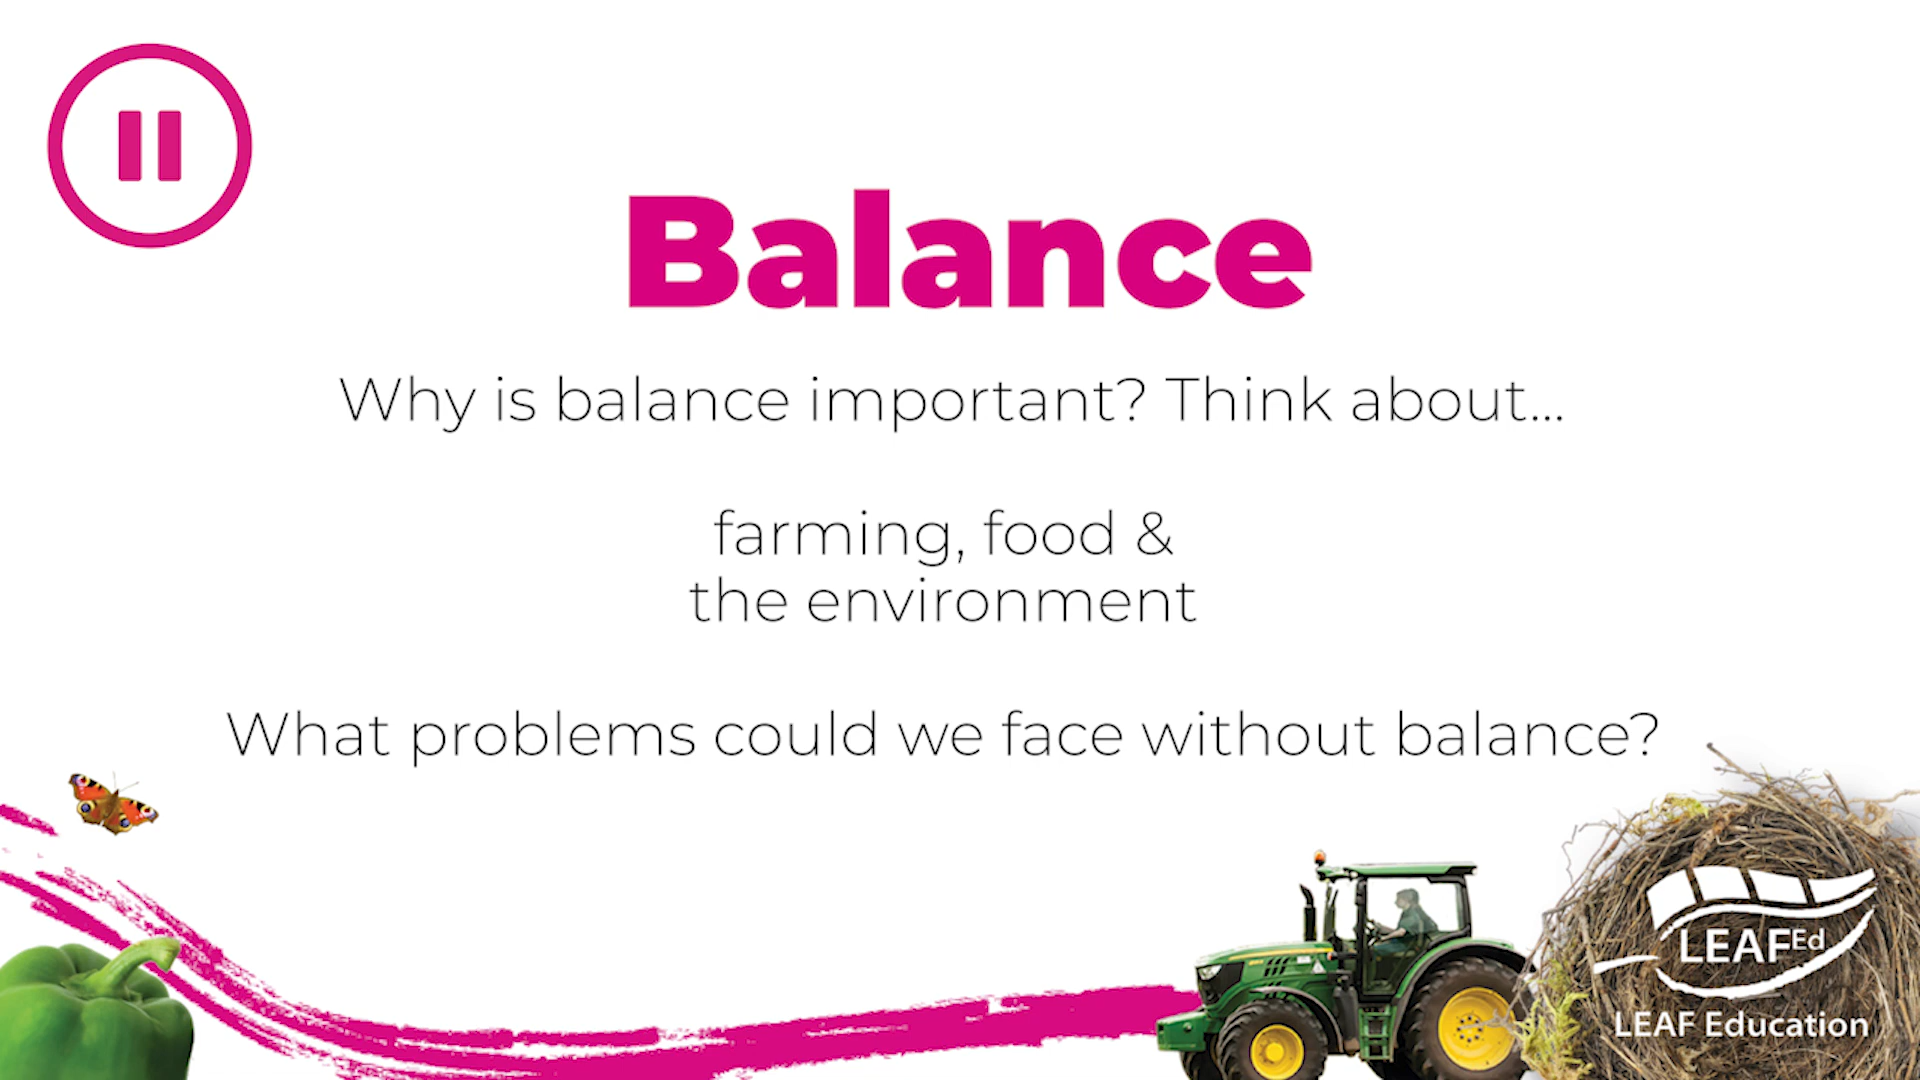 Balance
Why is balance important? Think about...
farming, food &
the environment
What problems could we face without balance?
LEAFEd
LEAF Education